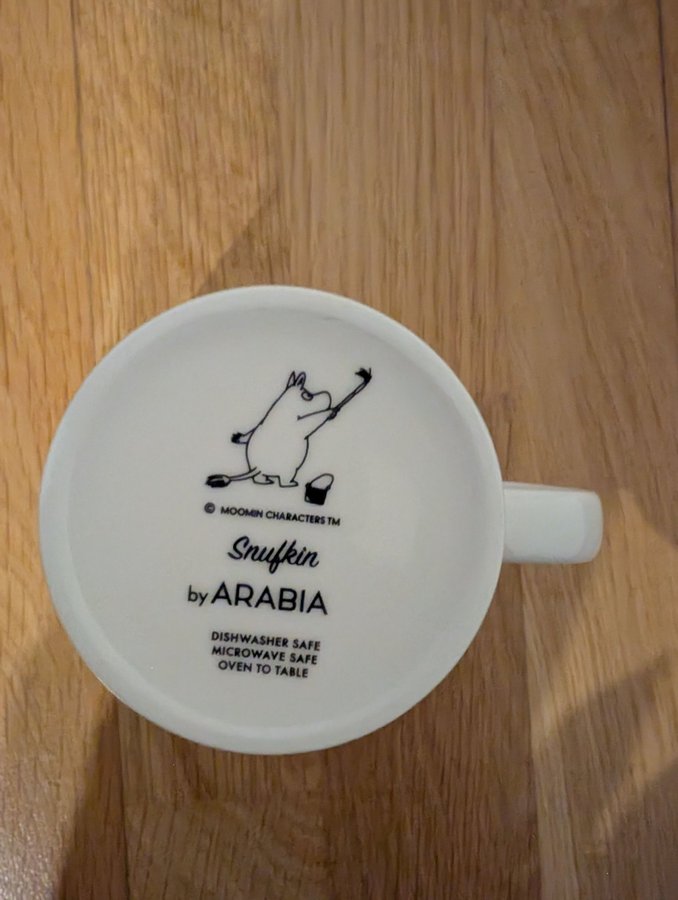 © MOOMIN CHARACTERS TM
Snufkin
by ARABIA
DISHWASHER SAFE
MICROWAVE SAFE
OVEN TO TABLE